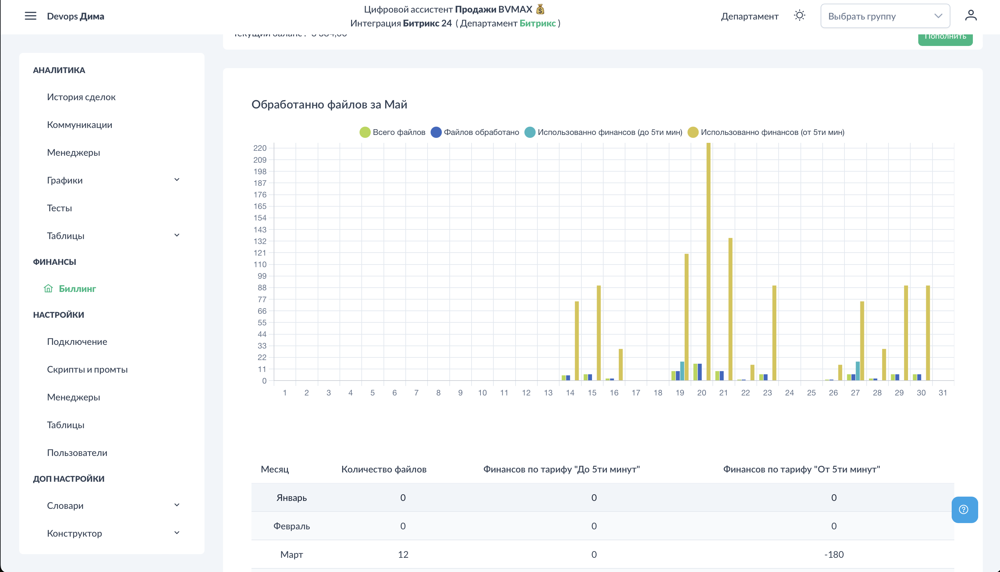 Devops Дима
Цифровой ассистент Продажи BVMAX
Интеграция Битрикс 24 ( Департамент Битрикс )
Департамент
Выбрать группу
Текущий баланс :
Пополнить
АНАЛИТИКА
История сделок
Коммуникации
Менеджеры
Графики
Тесты
Таблицы
ФИНАНСЫ
Биллинг
НАСТРОЙКИ
Подключение
Скрипты и промты
Менеджеры
Таблицы
Пользователи
ДОП НАСТРОЙКИ
Словари
Конструктор
Обработанно файлов за Май
Всего файлов Файлов обработано Использованно финансов (до 5ти мин) Использованно финансов (от 5ти мин)
220
209
198
187
176
165
154
143
132
121
110
99
88
77
66
55
44
33
22
11
0
1 2 3 4 5 6 7 8 9 10 11 12 13 14 15 16 17 18 19 20 21 22 23 24 25 26 27 28 29 30 31
Месяц Количество файлов Финансов по тарифу "До 5ти минут" Финансов по тарифу "От 5ти минут"
Январь 0 0 0
Февраль 0 0 0
Март 12 0 -180